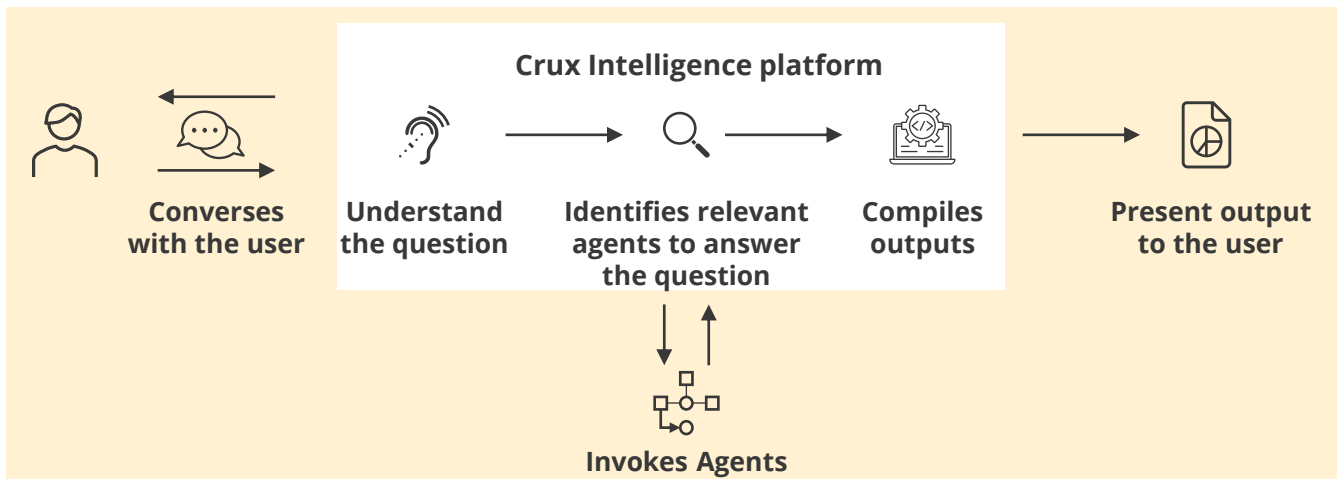 Crux Intelligence platform
Converses
with the user
Understand
the question
Identifies relevant
agents to answer
the question
Compiles
outputs
Present output
to the user
Invokes Agents